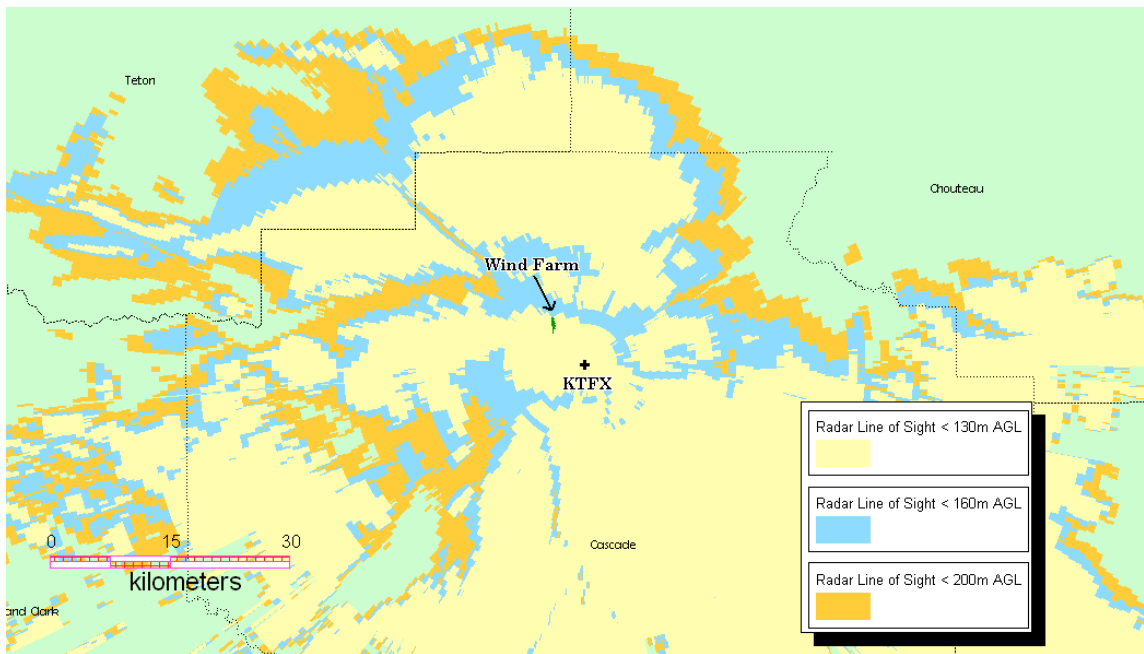 Teton
Chouteau
Wind Farm
KTFX
Radar Line of Sight < 130m AGL
Radar Line of Sight < 160m AGL
Radar Line of Sight < 200m AGL
0 15 30
kilometers
Cascade
and Clark